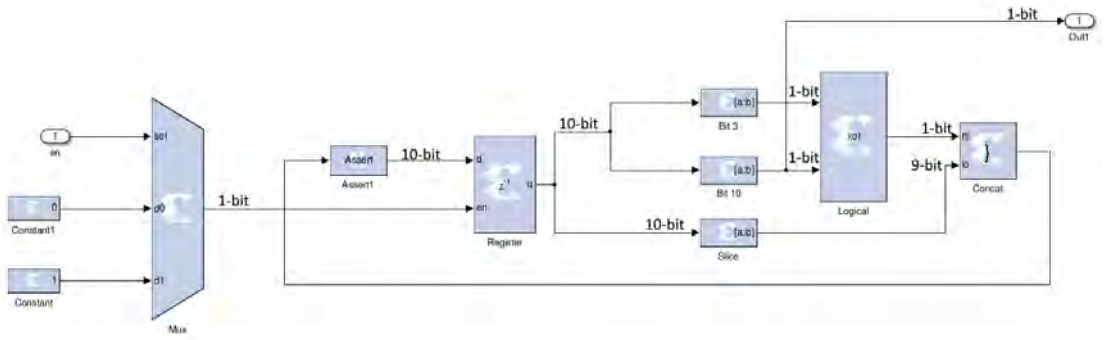 1-bit
1
Out1
1
en
sel
0
d0
Constant1
1
d1
Constant
Mux
1-bit
Assert
Assert1
10-bit
d
z-1
en
Register
10-bit
[a:b]
Bit 3
1-bit
[a:b]
Bit 10
1-bit
10-bit
[a:b]
Slice
xor
Logical
1-bit
9-bit
hi
lo
}
Concat